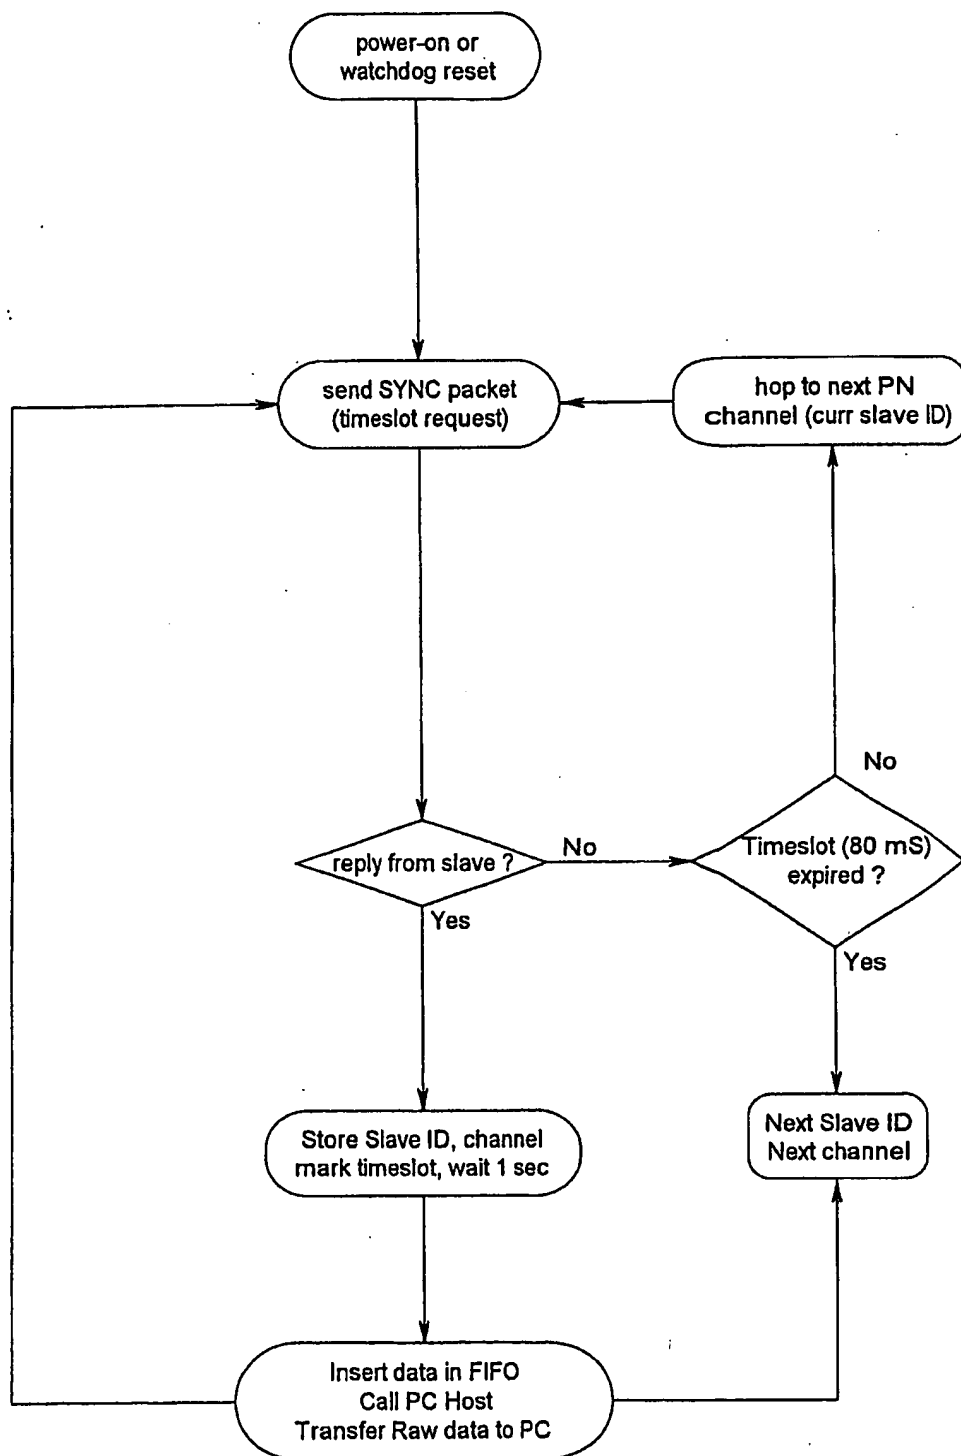 power-on or
watchdog reset
send SYNC packet
(timeslot request)
hop to next PN
channel (curr slave ID)
No
reply from slave ?
No
Timeslot (80 mS)
expired ?
Yes
Yes
Store Slave ID, channel
mark timeslot, wait 1 sec
Next Slave ID
Next channel
Insert data in FIFO
Call PC Host
Transfer Raw data to PC